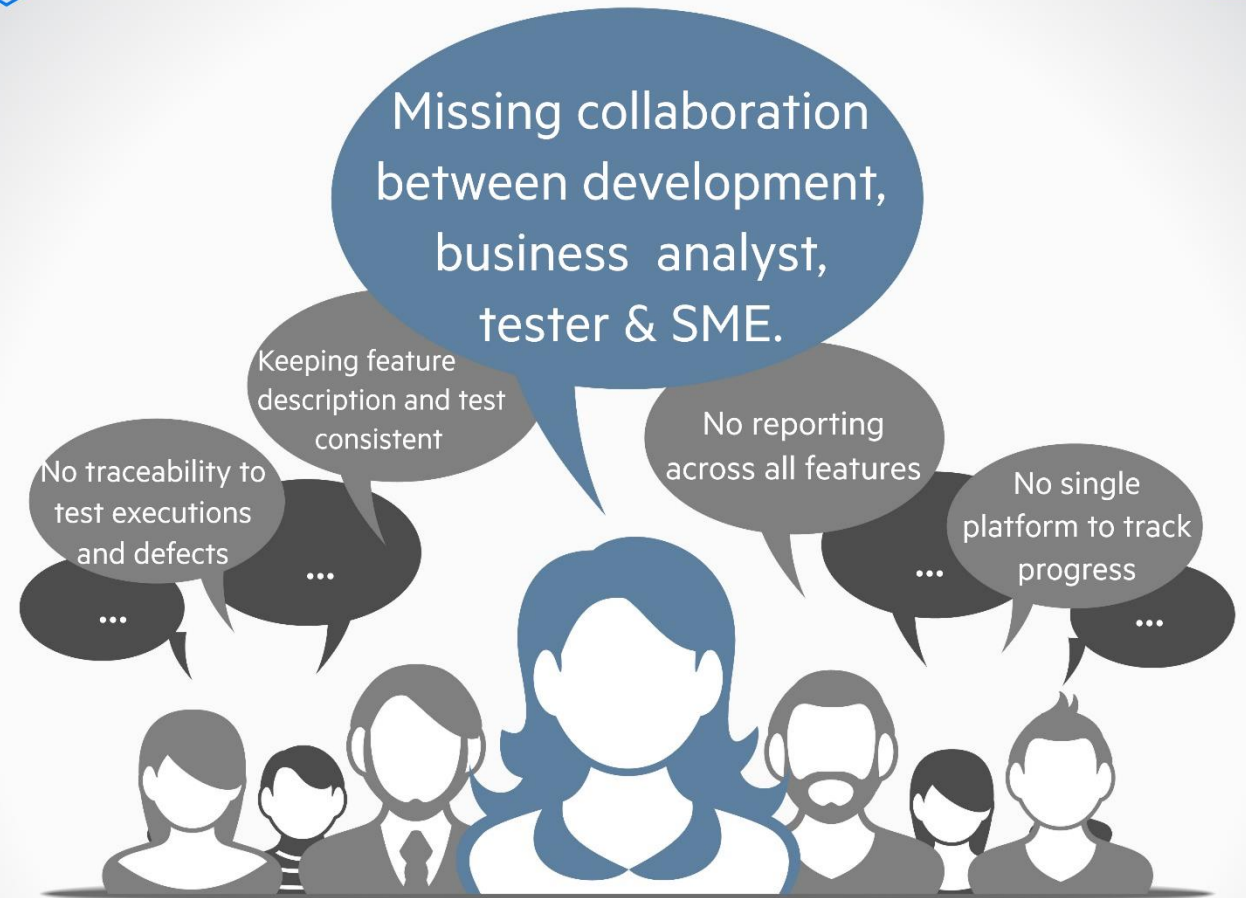 Missing collaboration
between development,
business analyst,
tester & SME.
Keeping feature
description and test
consistent
No traceability to
test executions
and defects
No reporting
across all features
No single
platform to track
progress
...
...
...
...